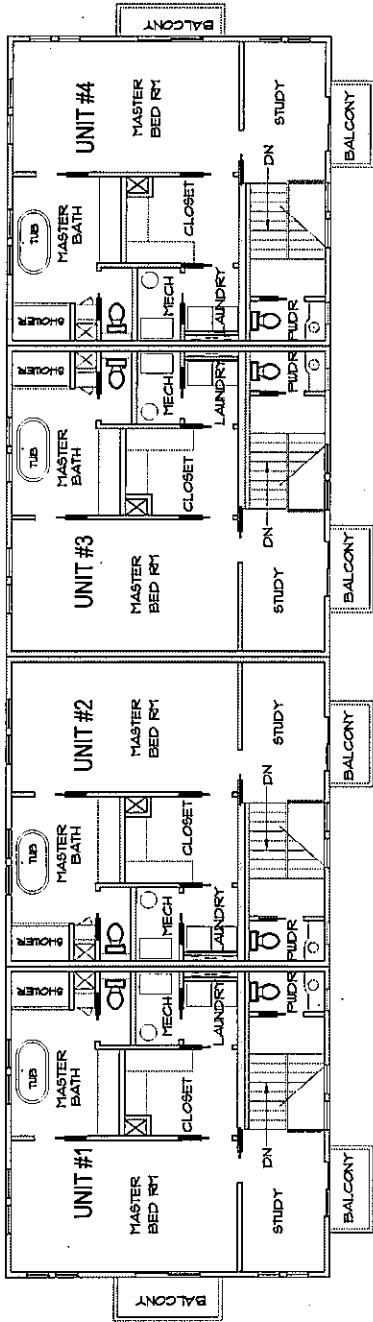 BALCONY
UNIT #1
MASTER
BED RM
STUDY
BALCONY
TUB
MASTER
BATH
SHOWER
CLOSET
MECH
LAUNDRY
DN
PWDR
UNIT #2
MASTER
BED RM
STUDY
BALCONY
TUB
MASTER
BATH
SHOWER
CLOSET
MECH
LAUNDRY
DN
PWDR
UNIT #3
MASTER
BED RM
STUDY
BALCONY
TUB
MASTER
BATH
SHOWER
CLOSET
MECH
LAUNDRY
DN
PWDR
UNIT #4
MASTER
BED RM
STUDY
BALCONY
TUB
MASTER
BATH
SHOWER
CLOSET
MECH
LAUNDRY
DN
PWDR
BALCONY